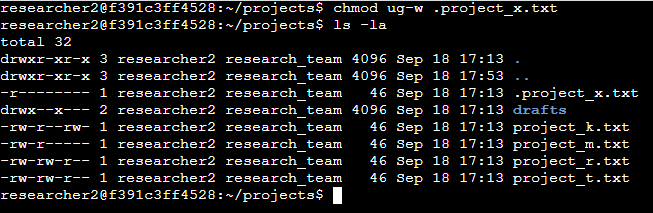 researcher2@f391c3ff4528:~/projects$ chmod ug-w .project_x.txt
researcher2@f391c3ff4528:~/projects$ ls -la
total 32
drwxr-xr-x 3 researcher2 research_team 4096 Sep 18 17:13 .
drwxr-xr-x 3 researcher2 research_team 4096 Sep 18 17:53 ..
-r-------- 1 researcher2 research_team   46 Sep 18 17:13 .project_x.txt
drwx--x--- 2 researcher2 research_team 4096 Sep 18 17:13 drafts
-rw-r--rw- 1 researcher2 research_team   46 Sep 18 17:13 project_k.txt
-rw-r----- 1 researcher2 research_team   46 Sep 18 17:13 project_m.txt
-rw-rw-r-- 1 researcher2 research_team   46 Sep 18 17:13 project_r.txt
-rw-rw-r-- 1 researcher2 research_team   46 Sep 18 17:13 project_t.txt
researcher2@f391c3ff4528:~/projects$